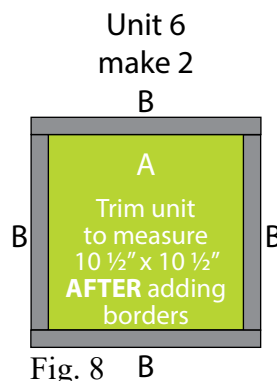 Unit 6
make 2
B
A
B
B
Trim unit
to measure
10 ½” x 10 ½”
AFTER adding
borders
Fig. 8
B